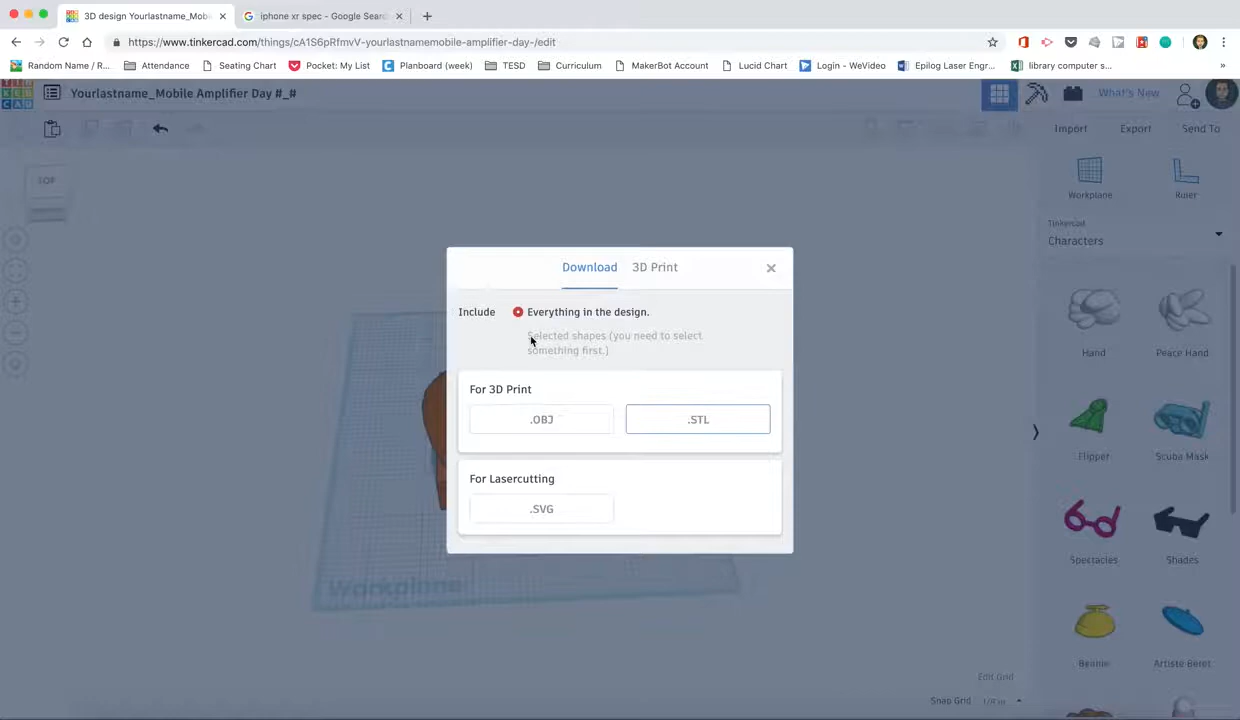 3D design Yourlastname_Mob
iphone xr spec - Google Searc
https://www.tinkercad.com/things/cA1S6pRfmvV-yourlastnamemobile-amplifier-day-/edit
Random Name / R...
Attendance
Seating Chart
Pocket: My List
Planboard (week)
TESD
Curriculum
MakerBot Account
Lucid Chart
Login - WeVideo
Epilog Laser Engr...
library computer s...
»
Yourlastname_Mobile Amplifier Day #_#
What's New
Import
Export
Send To
TOP
Workplane
Ruler
Tinkercad
Characters
Download
3D Print
Include
Everything in the design.
Selected shapes (you need to select
something first.)
For 3D Print
.OBJ
.STL
For Lasercutting
.SVG
Hand
Peace Hand
Flipper
Scuba Mask
Spectacles
Shades
Beanie
Artiste Beret
Workplane
Edit Grid
Snap Grid
1/8 in